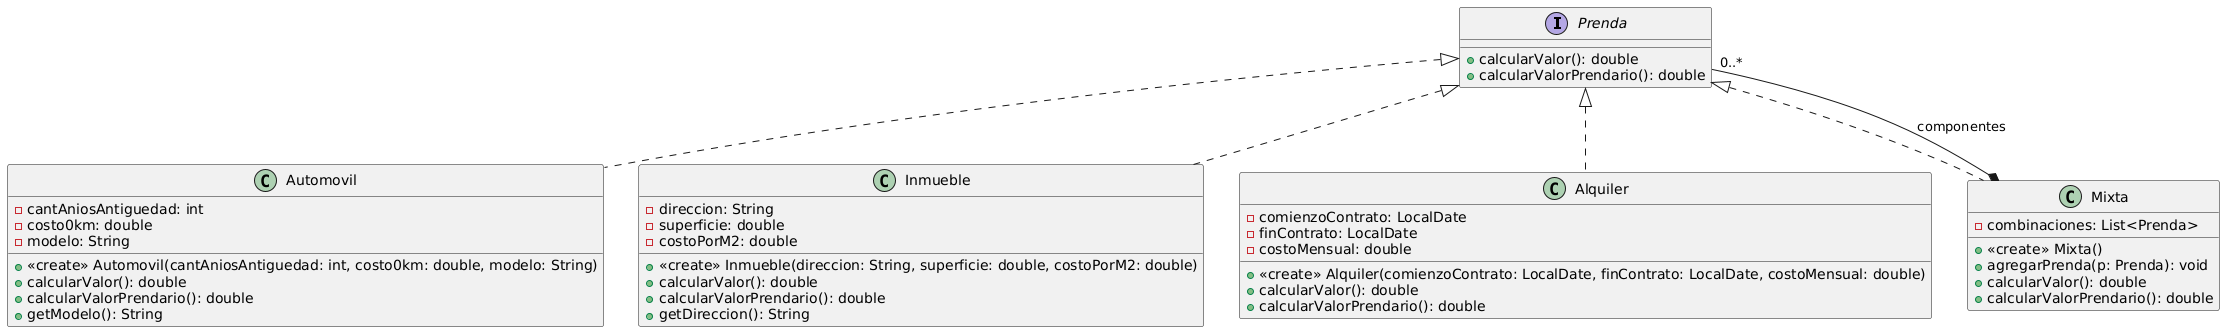 I Prenda
calcularValor(): double
calcularValorPrendario(): double
0..*
componentes
C Automovil
cantAniosAntiguedad: int
costo0km: double
modelo: String
«create» Automovil(cantAniosAntiguedad: int, costo0km: double, modelo: String)
calcularValor(): double
calcularValorPrendario(): double
getModelo(): String
C Inmueble
direccion: String
superficie: double
costoPorM2: double
«create» Inmueble(direccion: String, superficie: double, costoPorM2: double)
calcularValor(): double
calcularValorPrendario(): double
getDireccion(): String
C Alquiler
comienzoContrato: LocalDate
finContrato: LocalDate
costoMensual: double
«create» Alquiler(comienzoContrato: LocalDate, finContrato: LocalDate, costoMensual: double)
calcularValor(): double
calcularValorPrendario(): double
C Mixta
combinaciones: List<Prenda>
«create» Mixta()
agregarPrenda(p: Prenda): void
calcularValor(): double
calcularValorPrendario(): double